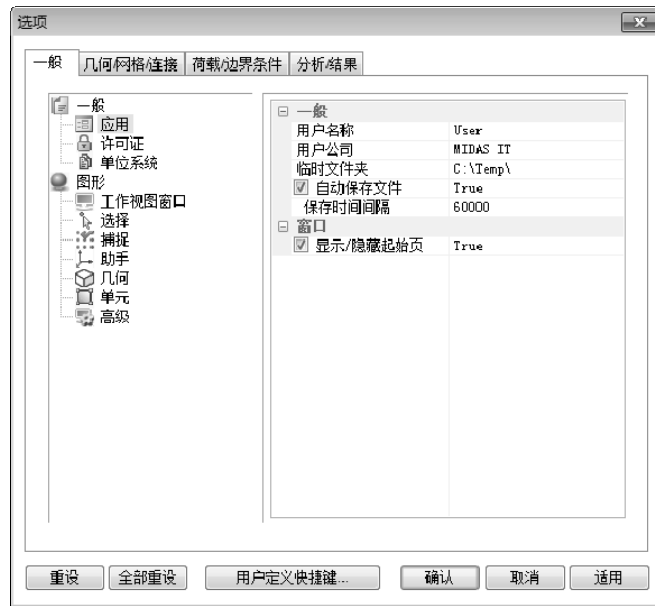 选项
一般 几何/网格/连接 荷载/边界条件 分析/结果
一般
应用
许可证
单位系统
图形
工作视图窗口
选择
捕捉
助手
几何
单元
高级
一般
用户名称 User
用户公司 MIDAS IT
临时文件夹 C:\Temp\
自动保存文件 True
保存时间间隔 60000
窗口
显示/隐藏起始页 True
重设 全部重设 用户定义快捷键... 确认 取消 适用